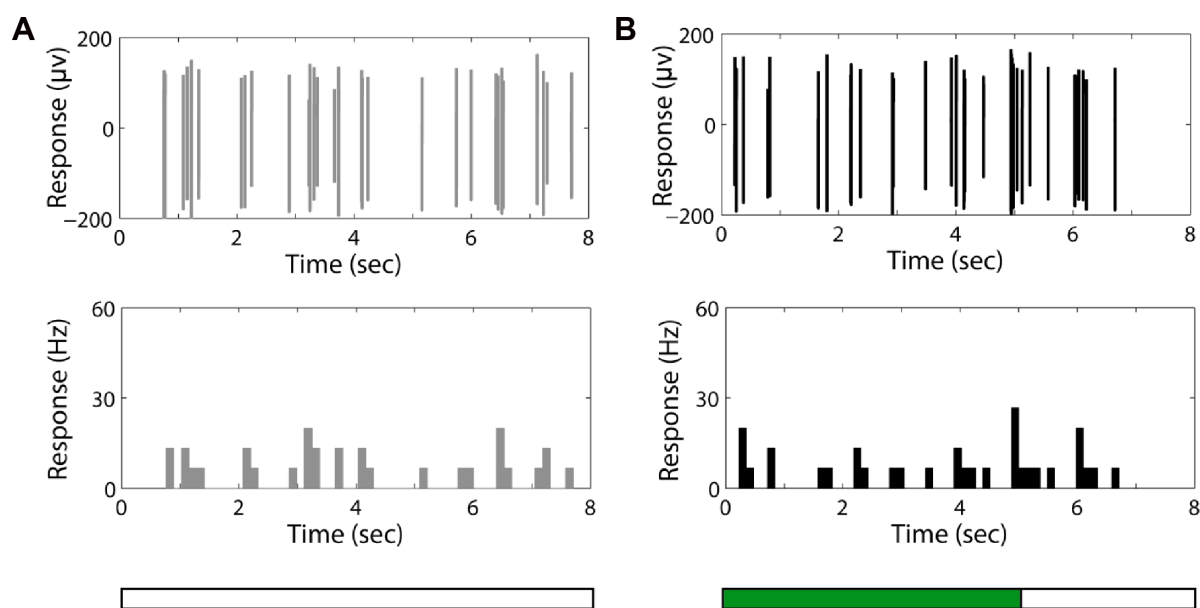 A
B
200
0
−200
Response (μv)
0 2 4 6 8
Time (sec)
200
0
−200
Response (μv)
0 2 4 6 8
Time (sec)
60
30
0
Response (Hz)
0 2 4 6 8
Time (sec)
60
30
0
Response (Hz)
0 2 4 6 8
Time (sec)